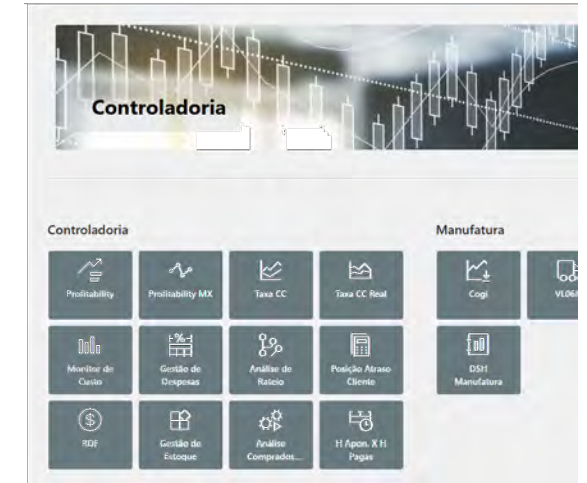 Controladoria
Controladoria
Manufatura
Profitability
Profitability MX
Taxa CC
Taxa CC Real
Cogi
Monitor de
Custo
Gestão de
Despesas
Análise de
Rateio
Posição Atraso
Cliente
DSH
Manufatura
Gestão de
Estoque
Análise
Comprados...
H Apon. X H
Pagas